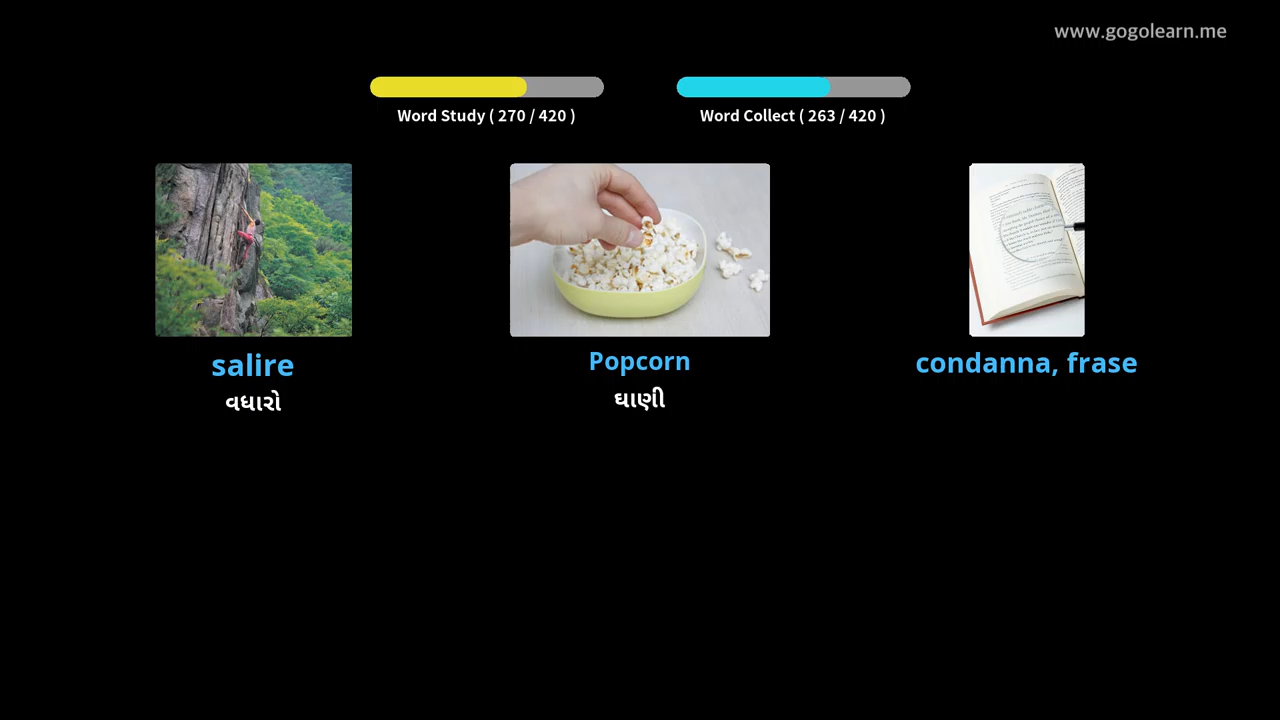 www.gogolearn.me
Word Study ( 270 / 420 )
Word Collect ( 263 / 420 )
salire
Popcorn
condanna, frase
વધારો
ધાણી